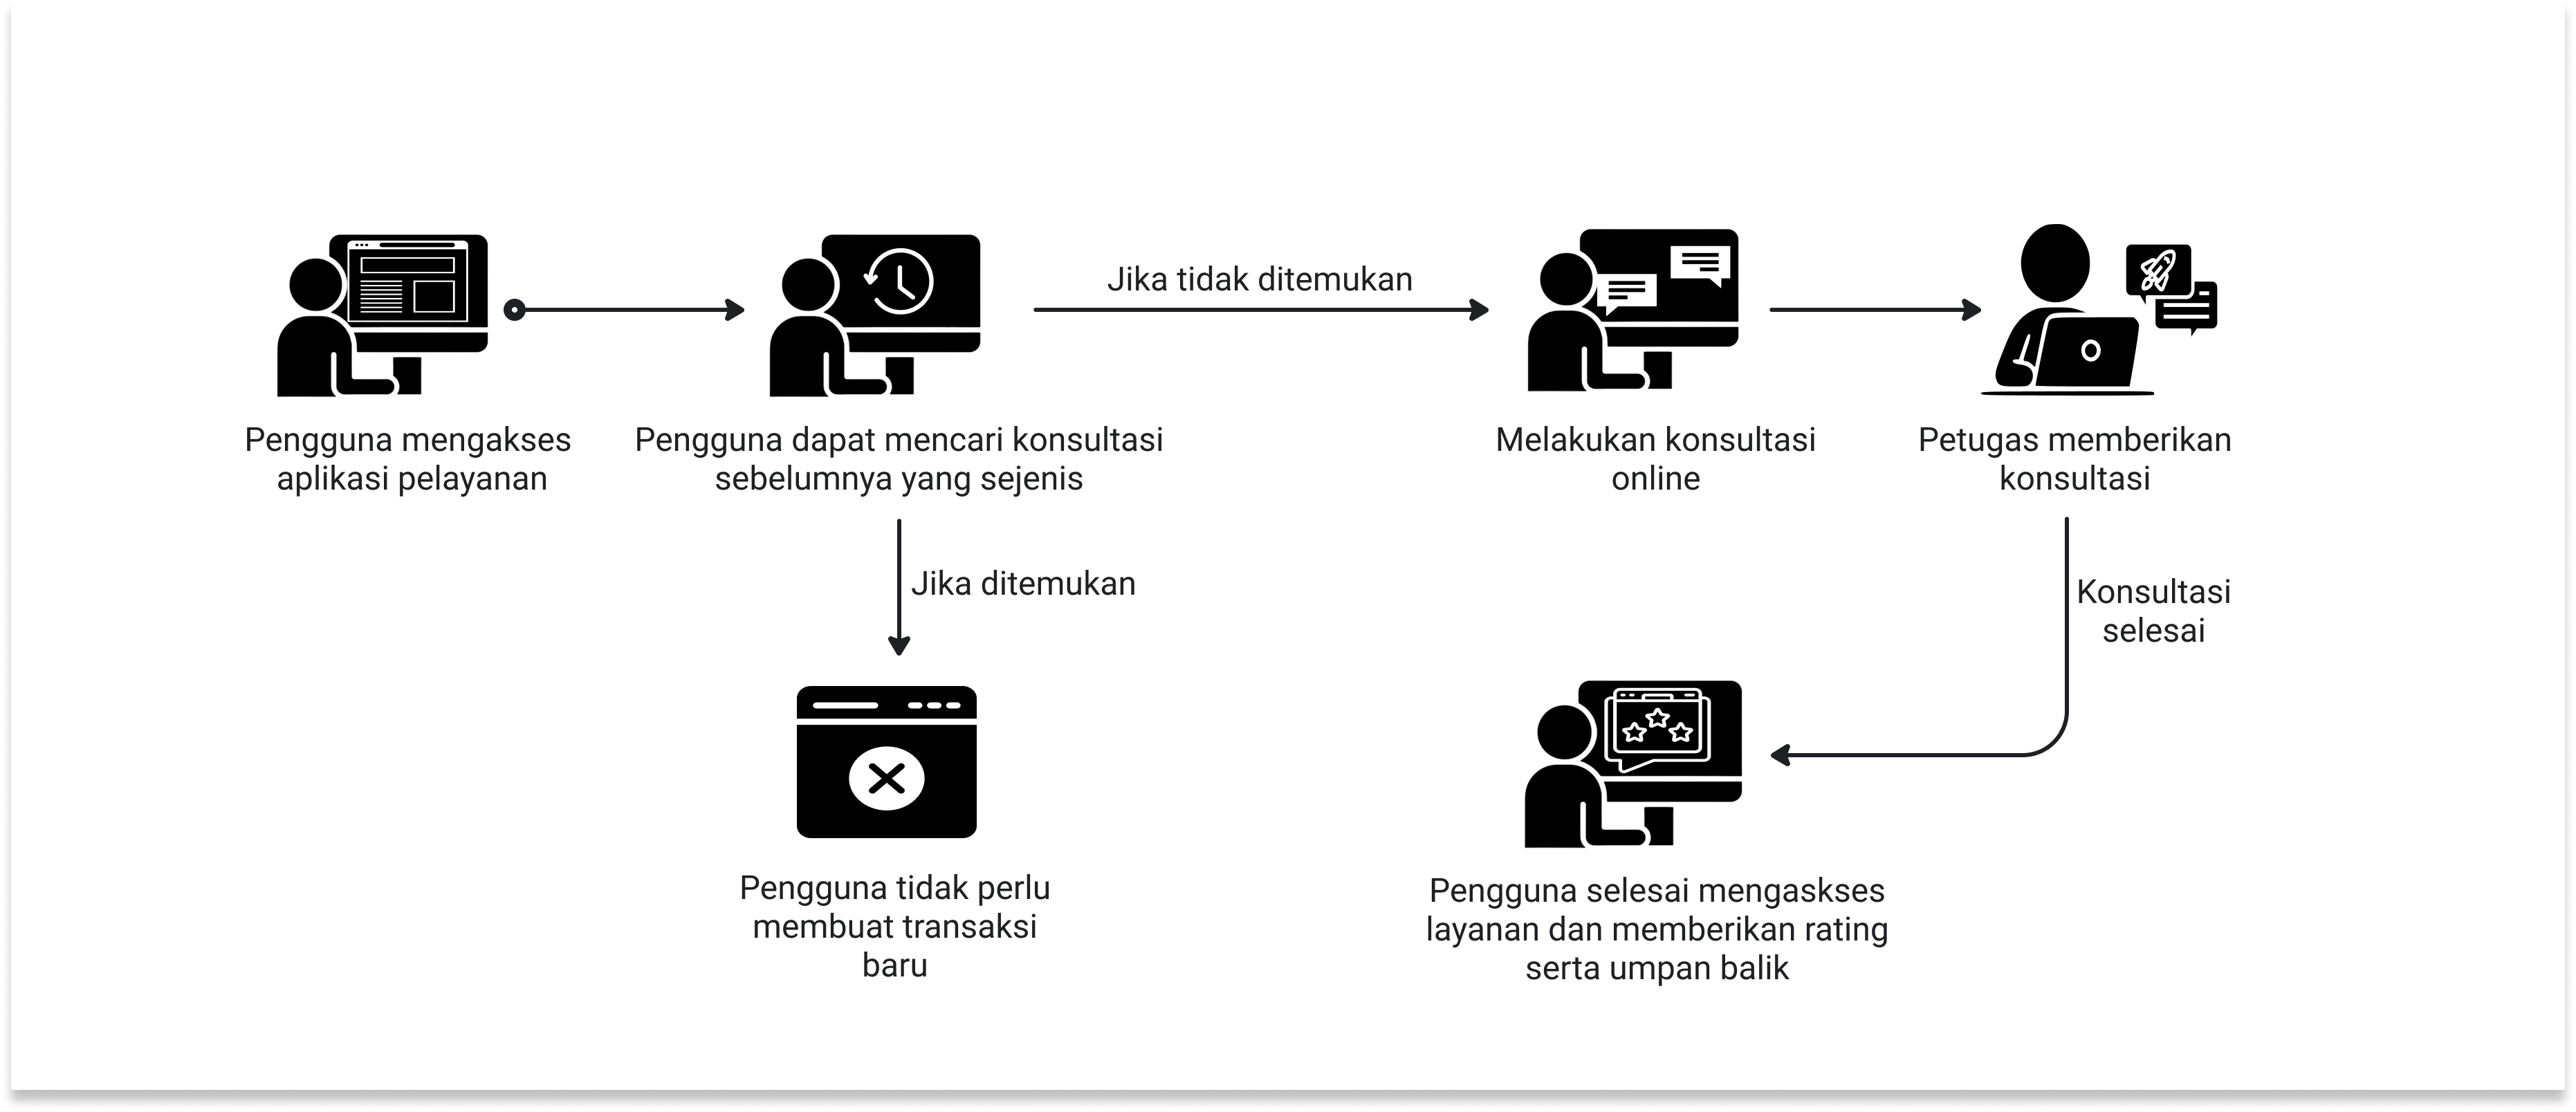 Pengguna mengakses
aplikasi pelayanan
Pengguna dapat mencari konsultasi
sebelumnya yang sejenis
Jika tidak ditemukan
Melakukan konsultasi
online
Petugas memberikan
konsultasi
Jika ditemukan
Konsultasi
selesai
Pengguna tidak perlu
membuat transaksi
baru
Pengguna selesai mengaskses
layanan dan memberikan rating
serta umpan balik